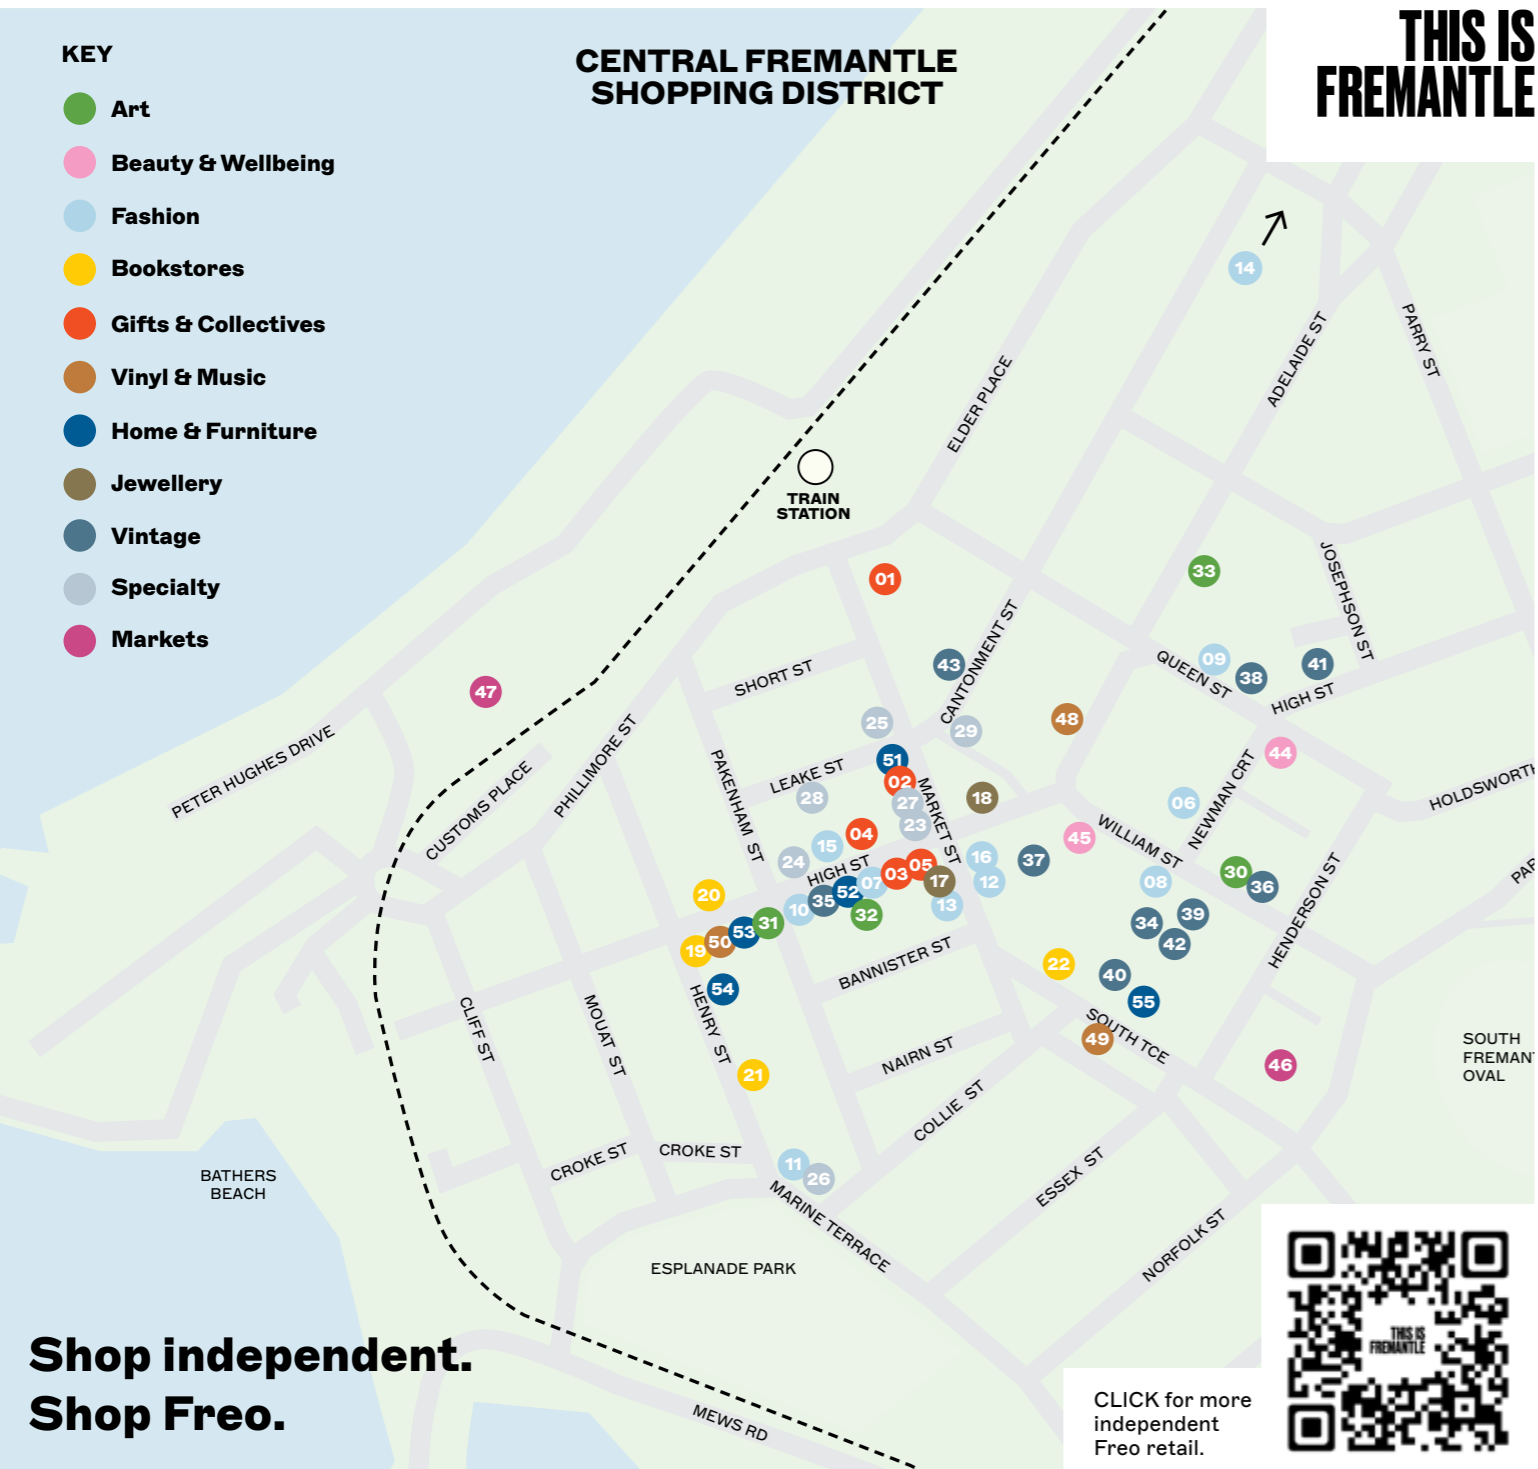 THIS IS
FREMANTLE
CENTRAL FREMANTLE
SHOPPING DISTRICT
KEY
Art
Beauty & Wellbeing
Fashion
Bookstores
Gifts & Collectives
Vinyl & Music
Home & Furniture
Jewellery
Vintage
Specialty
Markets
14
PARRY ST
ADELAIDE ST
ELDER PLACE
TRAIN
STATION
01
33
JOSEPHSON ST
CANTONMENT ST
43
09
38
41
QUEEN ST
HIGH ST
47
SHORT ST
25
29
48
44
PETER HUGHES DRIVE
CUSTOMS PLACE
PHILLIMORE ST
PAKENHAM ST
LEAKE ST
28
51
02
27
23
MARKET ST
18
06
NEWMAN CRT
HOLDSWORTH
04
15
24
HIGH ST
45
WILLIAM ST
16
37
12
05
03
17
13
07
52
35
10
32
31
53
50
19
20
08
30
36
34
39
42
PAR
HENDERSON ST
BANNISTER ST
22
40
55
54
HENRY ST
CLIFF ST
MOUAT ST
SOUTH TCE
49
46
SOUTH
FREMANT
OVAL
NAIRN ST
21
COLLIE ST
CROKE ST
CROKE ST
11
26
ESSEX ST
BATHERS
BEACH
MARINE TERRACE
NORFOLK ST
ESPLANADE PARK
Shop independent.
Shop Freo.
MEWS RD
CLICK for more
independent
Freo retail.
THIS IS
FREMANTLE